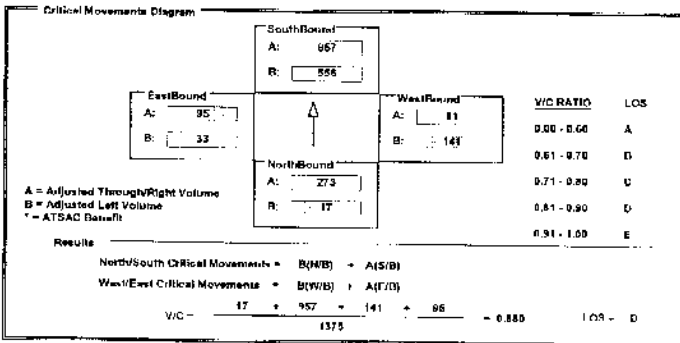 Critical Movements Diagram
SouthBound
A: 957
B: 556
EastBound
A: 95
B: 33
WestBound
A:
B: 141
NorthBound
A: 273
B: 17
V/C RATIO LOS
0.00 - 0.60 A
0.61 - 0.70 B
0.71 - 0.80 C
0.81 - 0.90 D
0.91 - 1.00 E
A = Adjusted Through/Right Volume
B = Adjusted Left Volume
* = ATSAC Benefit
Results
North/South Critical Movements = B(N/B) + A(S/B)
West/East Critical Movements = B(W/B) + A(E/B)
V/C = 17 + 957 + 141 + 95 = 0.880 LOS = D
1375